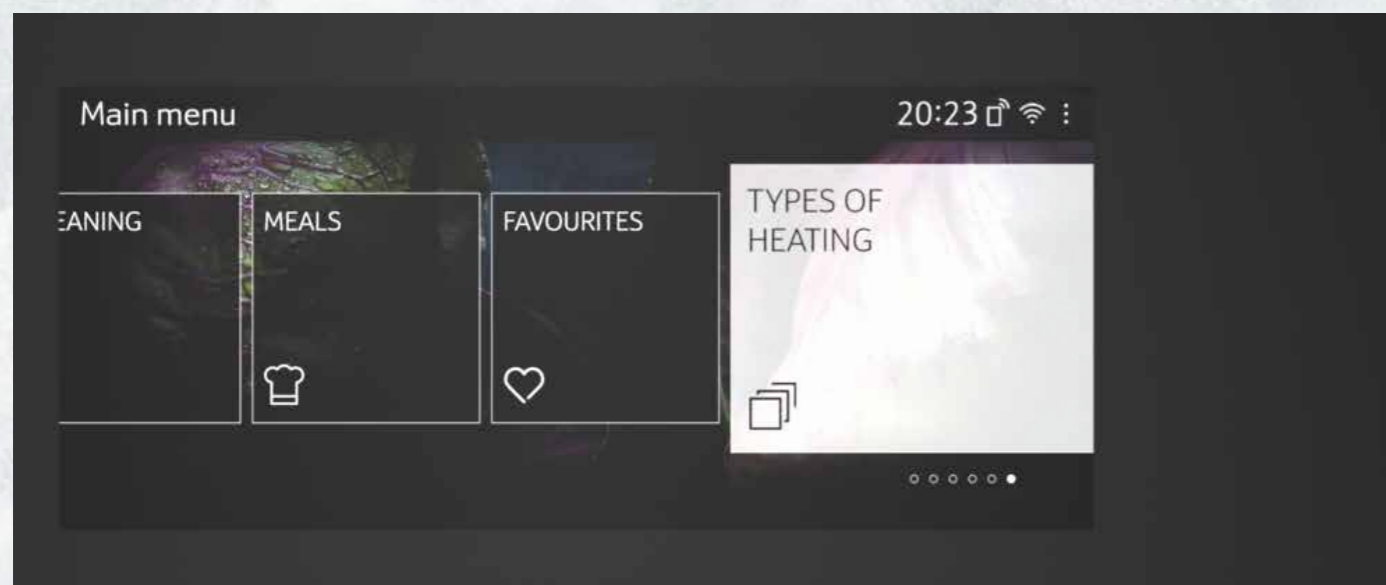 Main menu
20:23
EANING
MEALS
FAVOURITES
TYPES OF
HEATING